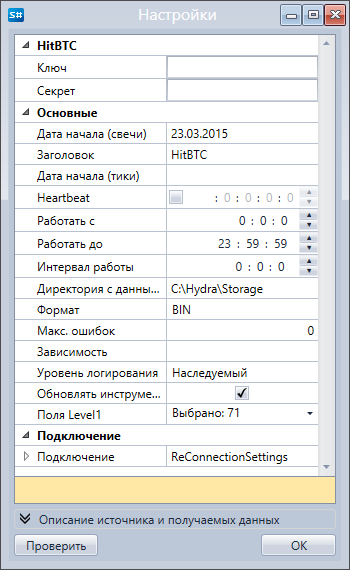 S# Настройки
HitBTC
Ключ
Секрет
Основные
Дата начала (свечи) 23.03.2015
Заголовок HitBTC
Дата начала (тики)
Heartbeat : 0 : 0 : 0 : 0
Работать с 0 : 0 : 0
Работать до 23 : 59 : 59
Интервал работы 0 : 0 : 0
Директория с данны... C:\Hydra\Storage
Формат BIN
Макс. ошибок 0
Зависимость
Уровень логирования Наследуемый
Обновлять инструме...
Поля Level1 Выбрано: 71
Подключение
Подключение ReConnectionSettings
Описание источника и получаемых данных
Проверить OK